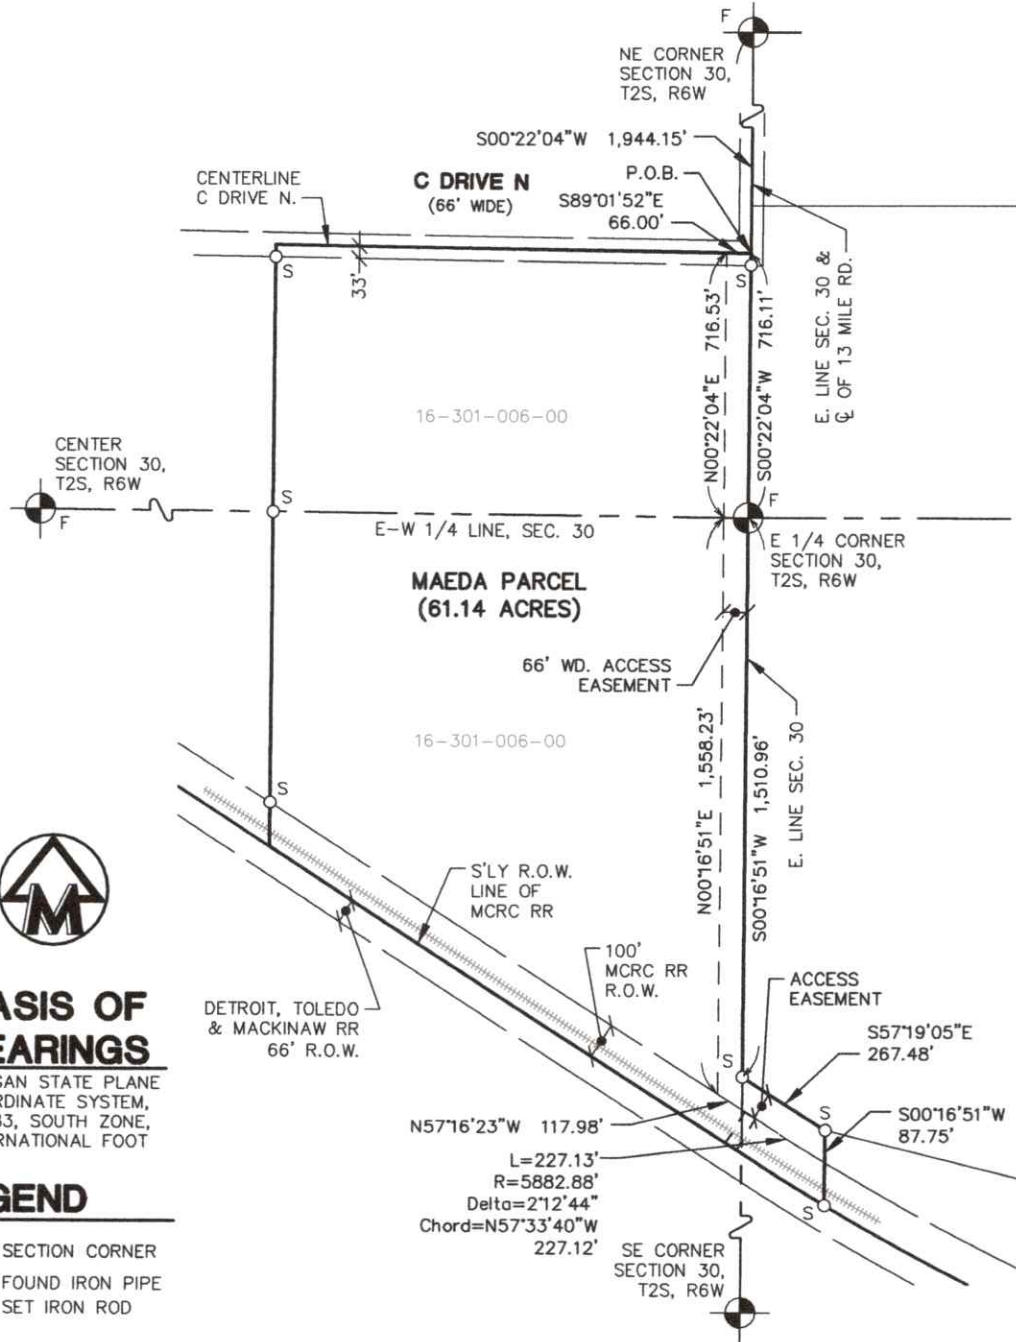 F
NE CORNER
SECTION 30,
T2S, R6W
S00°22'04"W 1,944.15'
P.O.B.
CENTERLINE
C DRIVE N.
C DRIVE N
(66' WIDE)
S89°01'52"E
66.00'
S
33'
S
N00°22'04"E 716.53'
S00°22'04"W 716.11'
E. LINE SEC. 30 &
℄ OF 13 MILE RD.
16-301-006-00
CENTER
SECTION 30,
T2S, R6W
F
S
E-W 1/4 LINE, SEC. 30
F
E 1/4 CORNER
SECTION 30,
T2S, R6W
MAEDA PARCEL
(61.14 ACRES)
66' WD. ACCESS
EASEMENT
16-301-006-00
N00°16'51"E 1,558.23'
S00°16'51"W 1,510.96'
E. LINE SEC. 30
S
S'LY R.O.W.
LINE OF
MCRC RR
M
100'
MCRC RR
R.O.W.
ACCESS
EASEMENT
DETROIT, TOLEDO
& MACKINAW RR
66' R.O.W.
S57°19'05"E
267.48'
S
S
S00°16'51"W
87.75'
N57°16'23"W 117.98'
L=227.13'
R=5882.88'
Delta=2°12'44"
Chord=N57°33'40"W
227.12'
S
SE CORNER
SECTION 30,
T2S, R6W
ASIS OF
EARINGS
GAN STATE PLANE
RDINATE SYSTEM,
83, SOUTH ZONE,
RNATIONAL FOOT
GEND
SECTION CORNER
FOUND IRON PIPE
SET IRON ROD